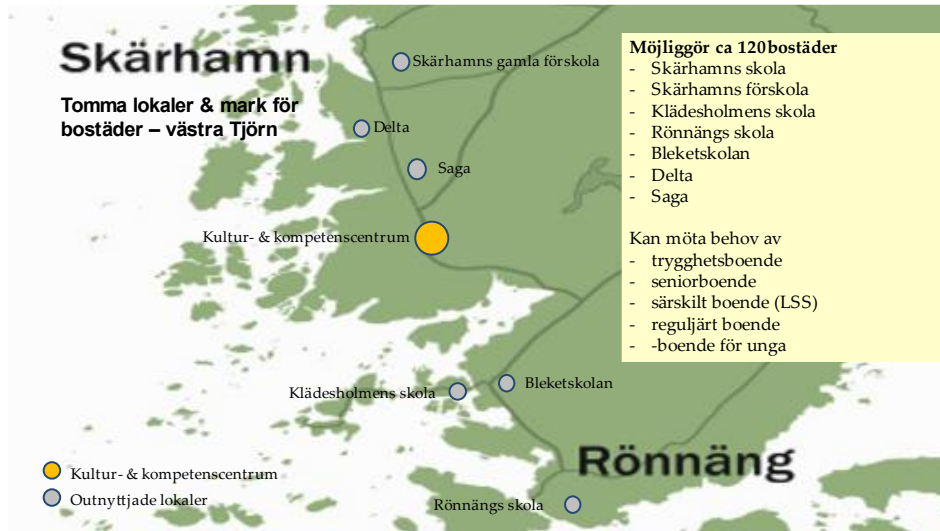 Skärhamn
Tomma lokaler & mark för
bostäder – västra Tjörn
Skärhamns gamla förskola
Delta
Saga
Kultur- & kompetenscentrum
Klädesholmens skola
Bleketskolan
Rönnäng
Rönnängs skola
Kultur- & kompetenscentrum
Outnyttjade lokaler
Möjliggör ca 120bostäder
- Skärhamns skola
- Skärhamns förskola
- Klädesholmens skola
- Rönnängs skola
- Bleketskolan
- Delta
- Saga
Kan möta behov av
- trygghetsboende
- seniorboende
- särskilt boende (LSS)
- reguljärt boende
- -boende för unga